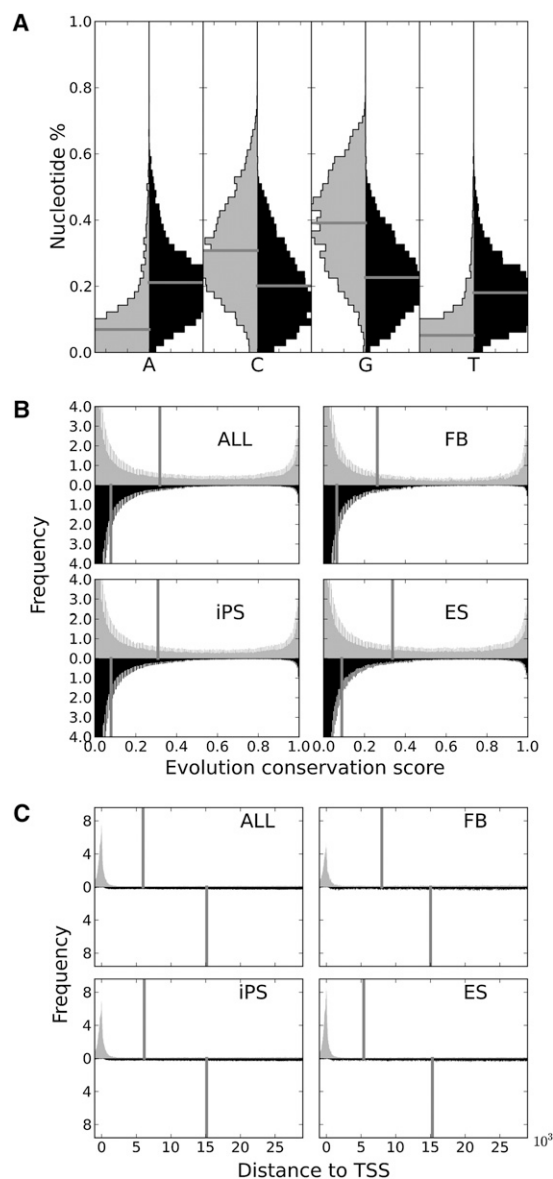 A
Nucleotide %
1.0
0.8
0.6
0.4
0.2
0.0
A C G T
B
Frequency
4.0 ALL FB
3.0
2.0
1.0
0.0
1.0
2.0
3.0
4.0
4.0 iPS ES
3.0
2.0
1.0
0.0
1.0
2.0
3.0
4.0
0.0 0.2 0.4 0.6 0.8 1.0 0.0 0.2 0.4 0.6 0.8 1.0
Evolution conservation score
C
Frequency
8 ALL FB
4
0
4
8
8 iPS ES
4
0
4
8
0 5 10 15 20 25 0 5 10 15 20 25 10³
Distance to TSS